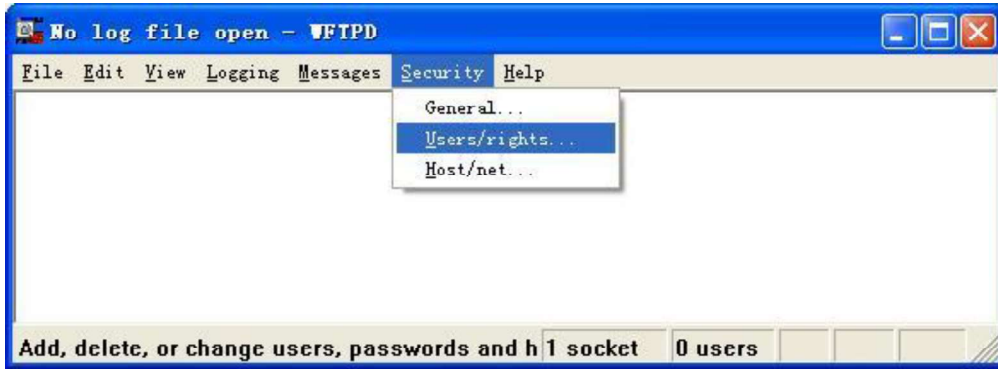 No log file open - WFTPD
File Edit View Logging Messages Security Help
General...
Users/rights...
Host/net...
Add, delete, or change users, passwords and h 1 socket 0 users